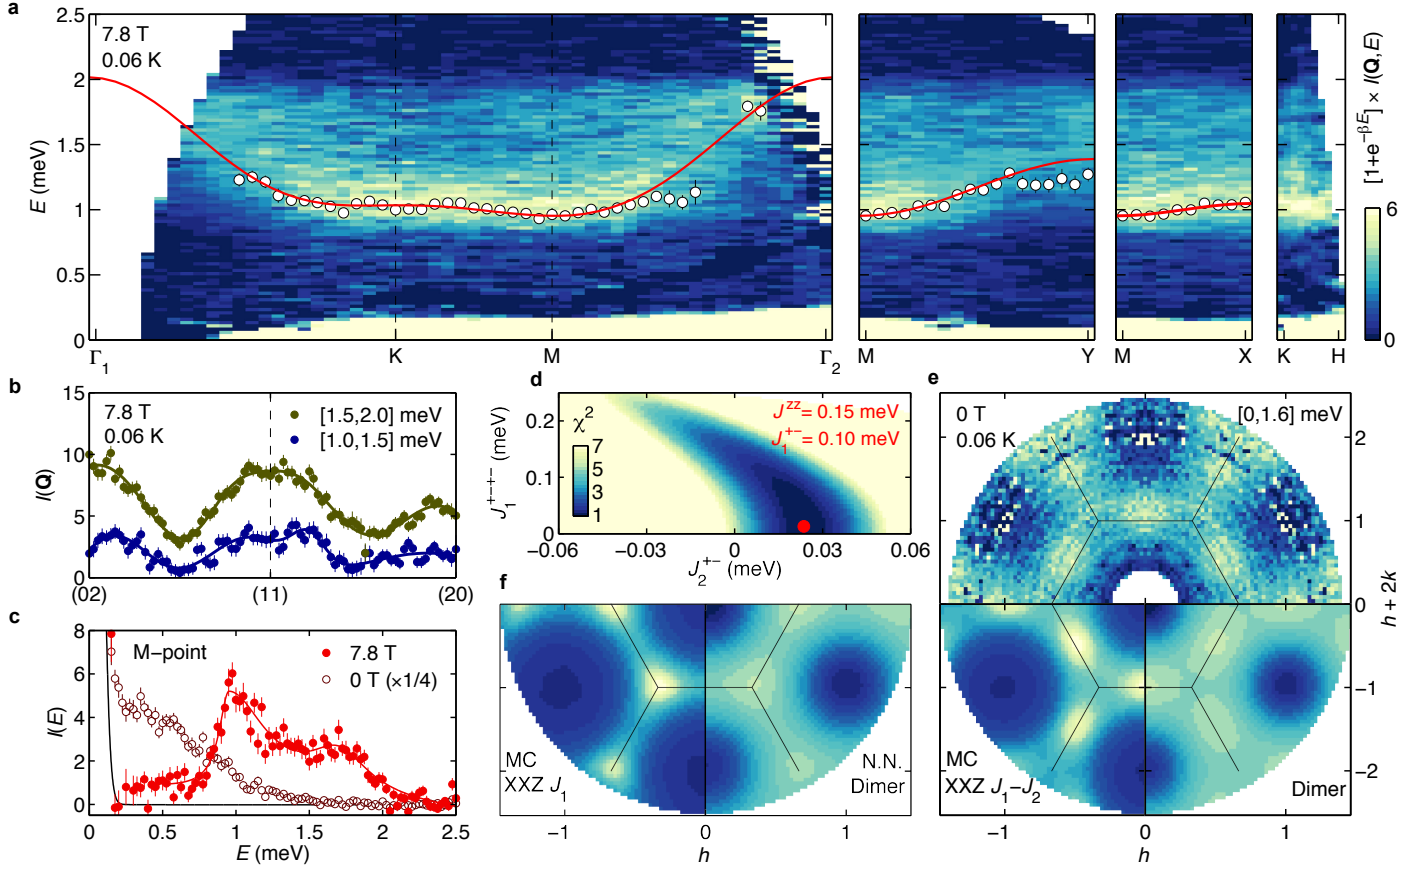 a
7.8 T
0.06 K
2.5
2
1.5
1
0.5
0
E (meV)
Γ1 K M Γ2
M Y
M X
K H
[1+e−βE] × I(Q,E)
6
0
b
7.8 T
0.06 K
[1.5,2.0] meV
[1.0,1.5] meV
15
10
5
0
I(Q)
(02) (11) (20)
c
M−point
7.8 T
0 T (×1/4)
8
6
4
2
0
I(E)
0 0.5 1 1.5 2 2.5
E (meV)
d
χ2
7
5
3
1
Jzz = 0.15 meV
J1+− = 0.10 meV
0.2
0.1
0
J1+−+− (meV)
−0.06 −0.03 0 0.03 0.06
J2+− (meV)
e
0 T
0.06 K
[0,1.6] meV
2
1
0
−1
−2
h + 2k
MC
XXZ J1−J2
Dimer
−1 0 1
h
f
MC
XXZ J1
N.N.
Dimer
−1 0 1
h